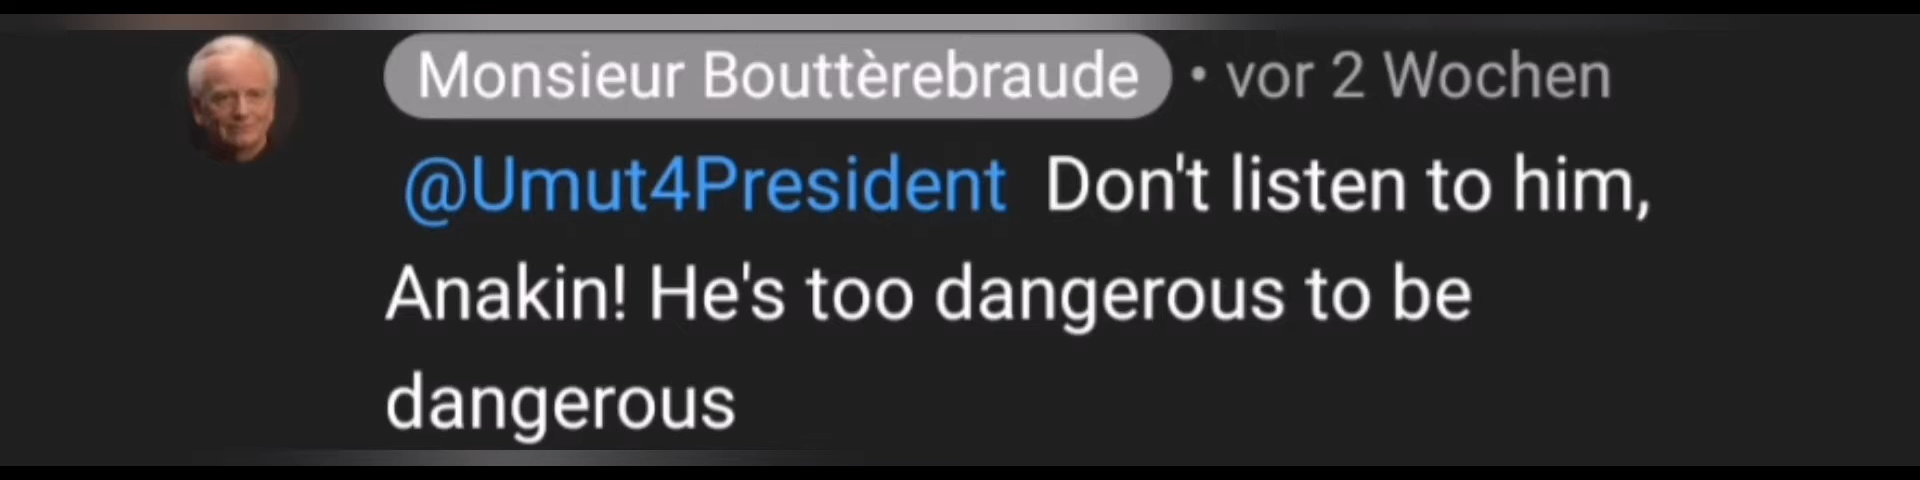 Monsieur Bouttèrebraude • vor 2 Wochen
@Umut4President Don't listen to him,
Anakin! He's too dangerous to be
dangerous